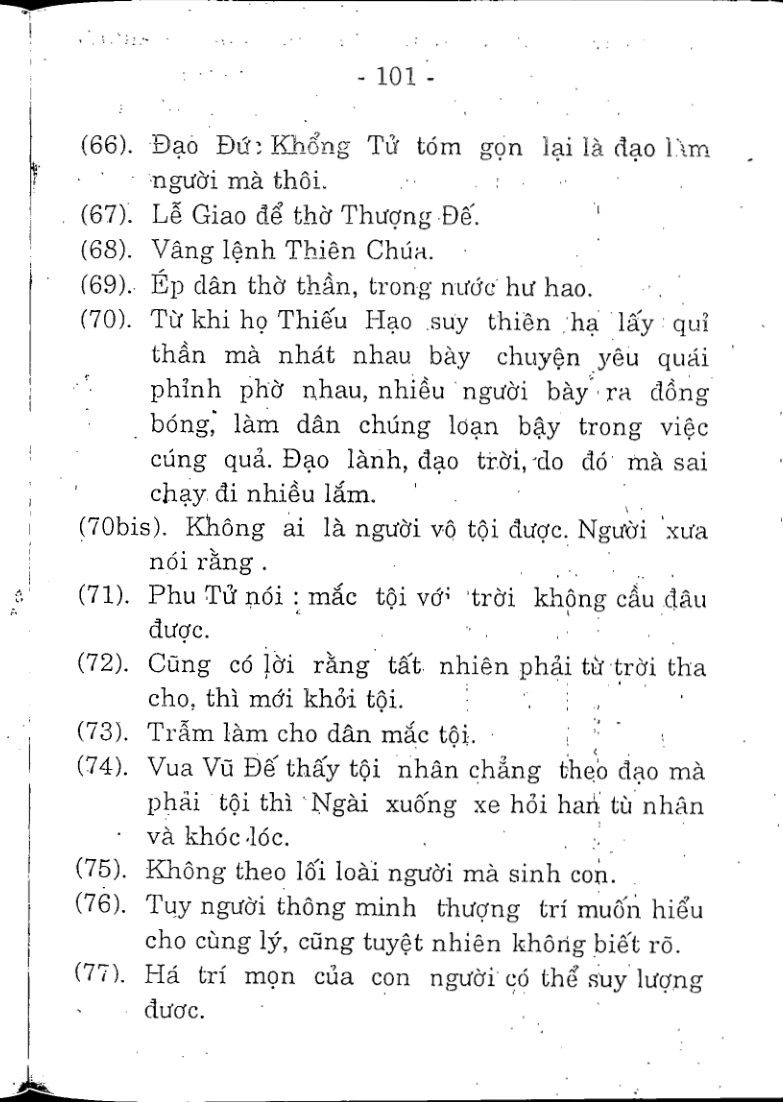 - 101 -
(66). Đạo Đức Khổng Tử tóm gọn lại là đạo làm
người mà thôi.
(67). Lễ Giao để thờ Thượng Đế.
(68). Vâng lệnh Thiên Chúa.
(69). Ép dân thờ thần, trong nước hư hao.
(70). Từ khi họ Thiếu Hạo suy thiên hạ lấy quỉ
thần mà nhát nhau bày chuyện yêu quái
phỉnh phờ nhau, nhiều người bày ra đồng
bóng, làm dân chúng loạn bậy trong việc
cúng quả. Đạo lành, đạo trời, do đó mà sai
chạy đi nhiều lắm.
(70bis). Không ai là người vô tội được. Người xưa
nói rằng .
(71). Phu Tử nói : mắc tội với trời không cầu đâu
được.
(72). Cũng có lời rằng tất nhiên phải từ trời tha
cho, thì mới khỏi tội.
(73). Trẫm làm cho dân mắc tội.
(74). Vua Vũ Đế thấy tội nhân chẳng theo đạo mà
phải tội thì Ngài xuống xe hỏi han tù nhân
và khóc lóc.
(75). Không theo lối loài người mà sinh con.
(76). Tuy người thông minh thượng trí muốn hiểu
cho cùng lý, cũng tuyệt nhiên không biết rõ.
(77). Há trí mọn của con người có thể suy lượng
được.